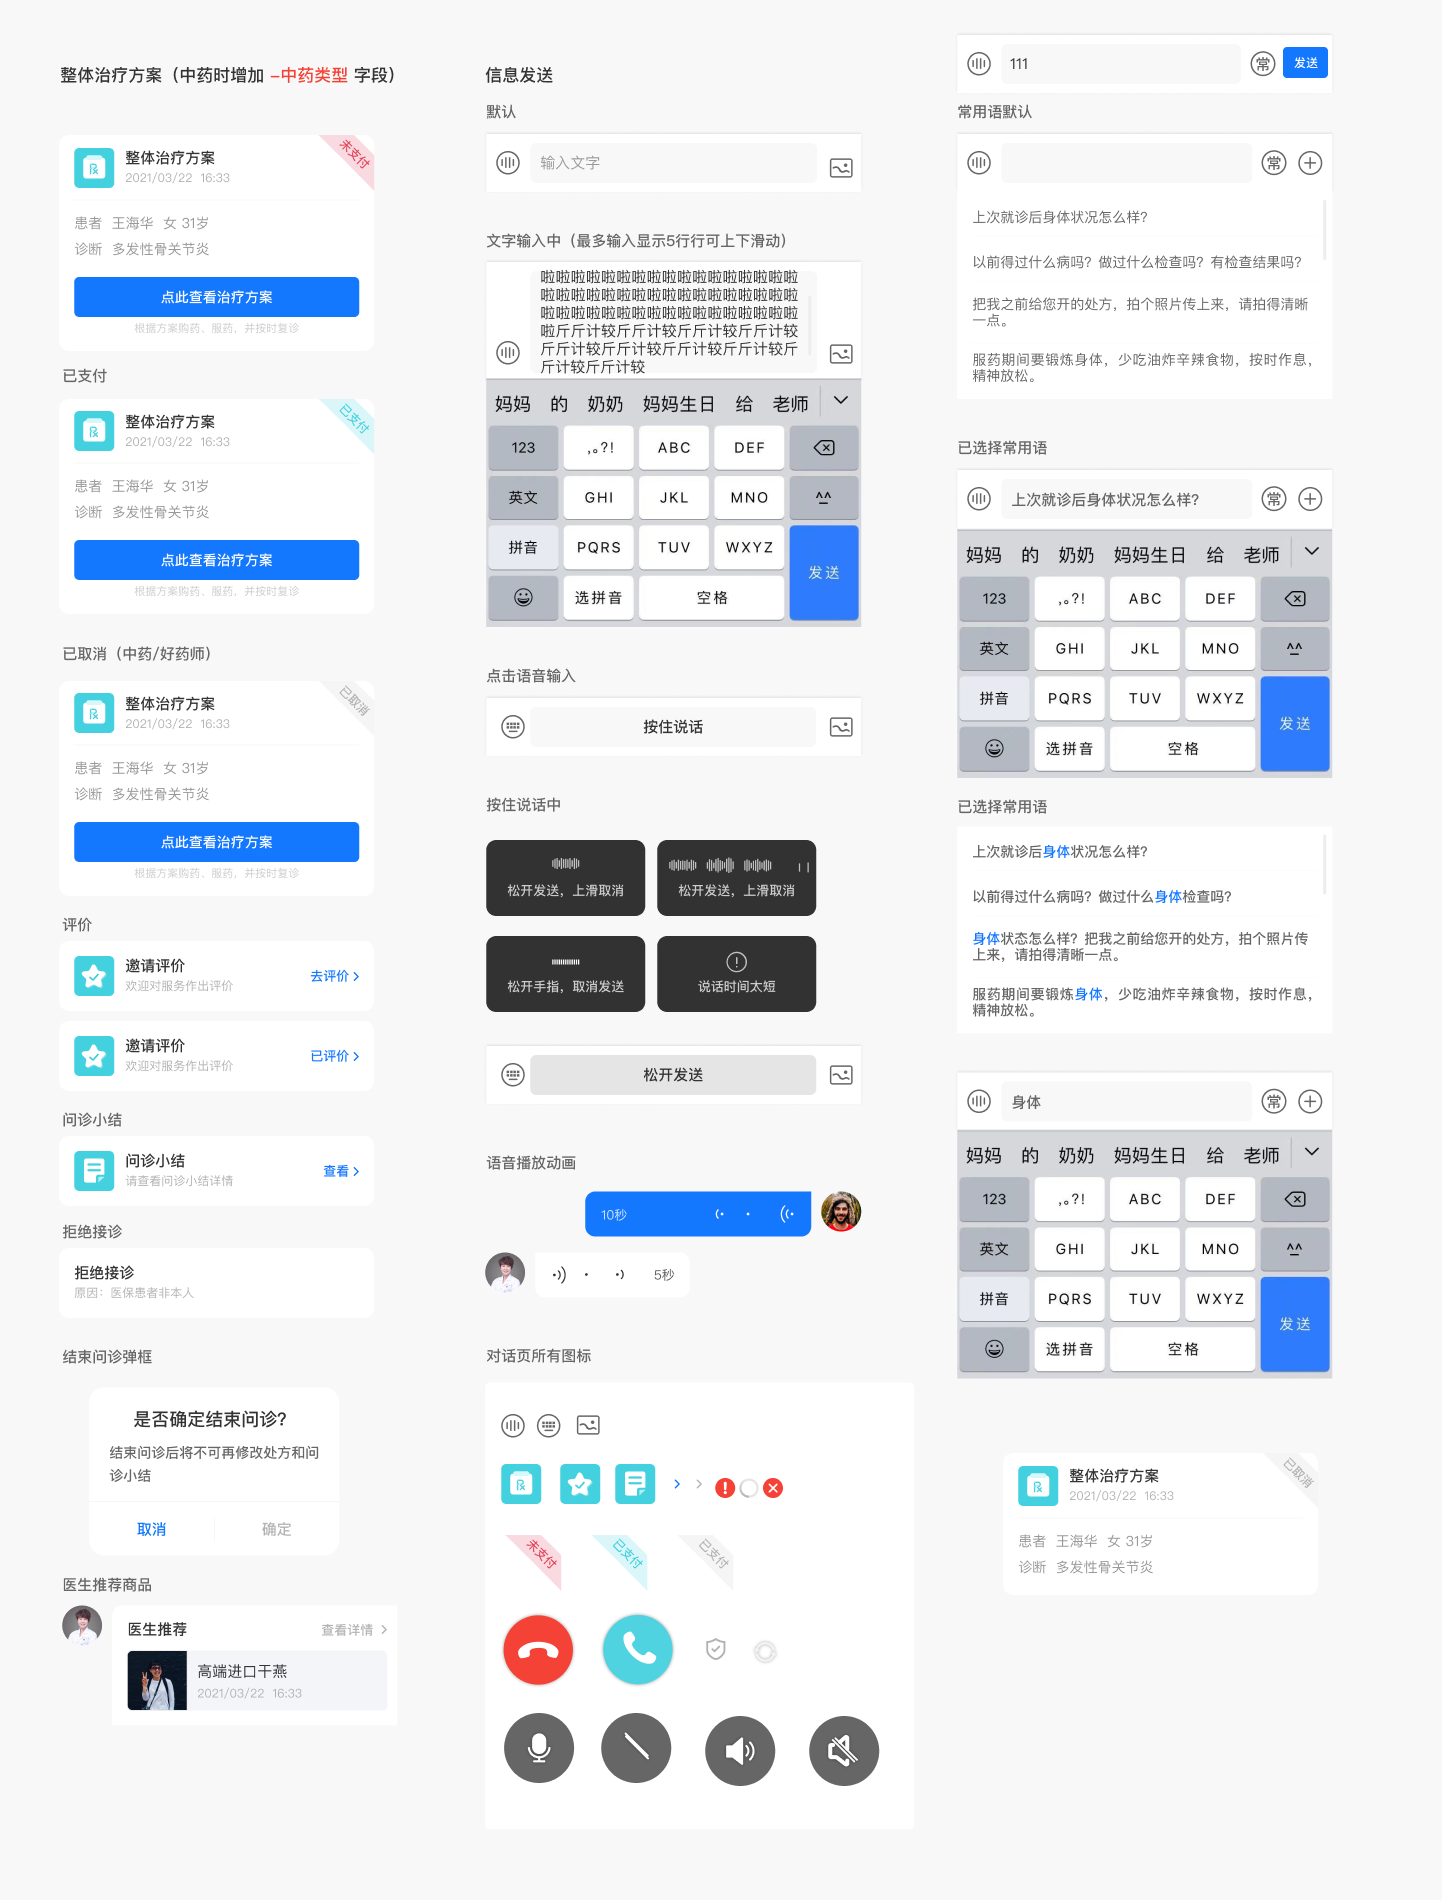 整体治疗方案（中药时增加 -中药类型 字段）
整体治疗方案
未支付
2021/03/22 16:33
患者 王海华 女 31岁
诊断 多发性骨关节炎
点此查看治疗方案
根据方案购药、服药，并按时复诊
已支付
整体治疗方案
已支付
2021/03/22 16:33
患者 王海华 女 31岁
诊断 多发性骨关节炎
点此查看治疗方案
根据方案购药、服药，并按时复诊
已取消（中药/好药师）
整体治疗方案
已取消
2021/03/22 16:33
患者 王海华 女 31岁
诊断 多发性骨关节炎
点此查看治疗方案
根据方案购药、服药，并按时复诊
评价
邀请评价
欢迎对服务作出评价
去评价
邀请评价
欢迎对服务作出评价
已评价
问诊小结
问诊小结
请查看问诊小结详情
查看
拒绝接诊
拒绝接诊
原因：医保患者非本人
结束问诊弹框
是否确定结束问诊?
结束问诊后将不可再修改处方和问
诊小结
取消 确定
医生推荐商品
医生推荐 查看详情
高端进口干燕
2021/03/22 16:33
信息发送
默认
输入文字
文字输入中（最多输入显示5行行可上下滑动）
啦啦啦啦啦啦啦啦啦啦啦啦啦啦啦啦啦
啦啦啦啦啦啦啦啦啦啦啦啦啦啦啦啦啦
啦啦啦啦啦啦啦啦啦啦啦啦啦啦啦啦啦
啦斤斤计较斤斤计较斤斤计较斤斤计较
斤斤计较斤斤计较斤斤计较斤斤计较斤
斤计较斤斤计较
妈妈 的 奶奶 妈妈生日 给 老师
123 ,。?! ABC DEF
英文 GHI JKL MNO ^^
拼音 PQRS TUV WXYZ 发送
选拼音 空格
点击语音输入
按住说话
按住说话中
松开发送，上滑取消
松开发送，上滑取消
松开手指，取消发送
说话时间太短
松开发送
语音播放动画
10秒
5秒
对话页所有图标
未支付
已支付
已支付
111 常 发送
常用语默认
常
上次就诊后身体状况怎么样?
以前得过什么病吗? 做过什么检查吗? 有检查结果吗?
把我之前给您开的处方，拍个照片传上来，请拍得清晰
一点。
服药期间要锻炼身体，少吃油炸辛辣食物，按时作息，
精神放松。
已选择常用语
上次就诊后身体状况怎么样? 常
妈妈 的 奶奶 妈妈生日 给 老师
123 ,。?! ABC DEF
英文 GHI JKL MNO ^^
拼音 PQRS TUV WXYZ 发送
选拼音 空格
已选择常用语
上次就诊后身体状况怎么样?
以前得过什么病吗? 做过什么身体检查吗?
身体状态怎么样? 把我之前给您开的处方，拍个照片传
上来，请拍得清晰一点。
服药期间要锻炼身体，少吃油炸辛辣食物，按时作息，
精神放松。
身体 常
妈妈 的 奶奶 妈妈生日 给 老师
123 ,。?! ABC DEF
英文 GHI JKL MNO ^^
拼音 PQRS TUV WXYZ 发送
选拼音 空格
整体治疗方案
已取消
2021/03/22 16:33
患者 王海华 女 31岁
诊断 多发性骨关节炎